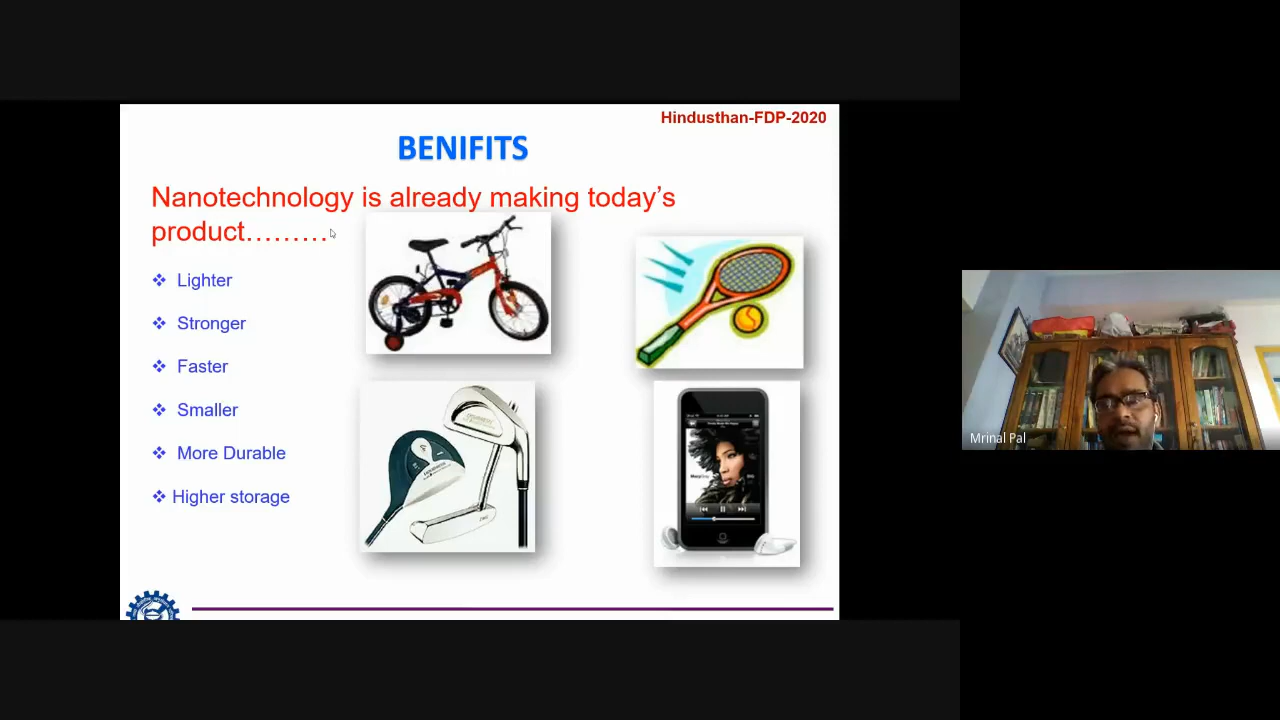 Hindusthan-FDP-2020
BENIFITS
Nanotechnology is already making today's
product.........
❖ Lighter
❖ Stronger
❖ Faster
❖ Smaller
❖ More Durable
❖ Higher storage
Mrinal Pal